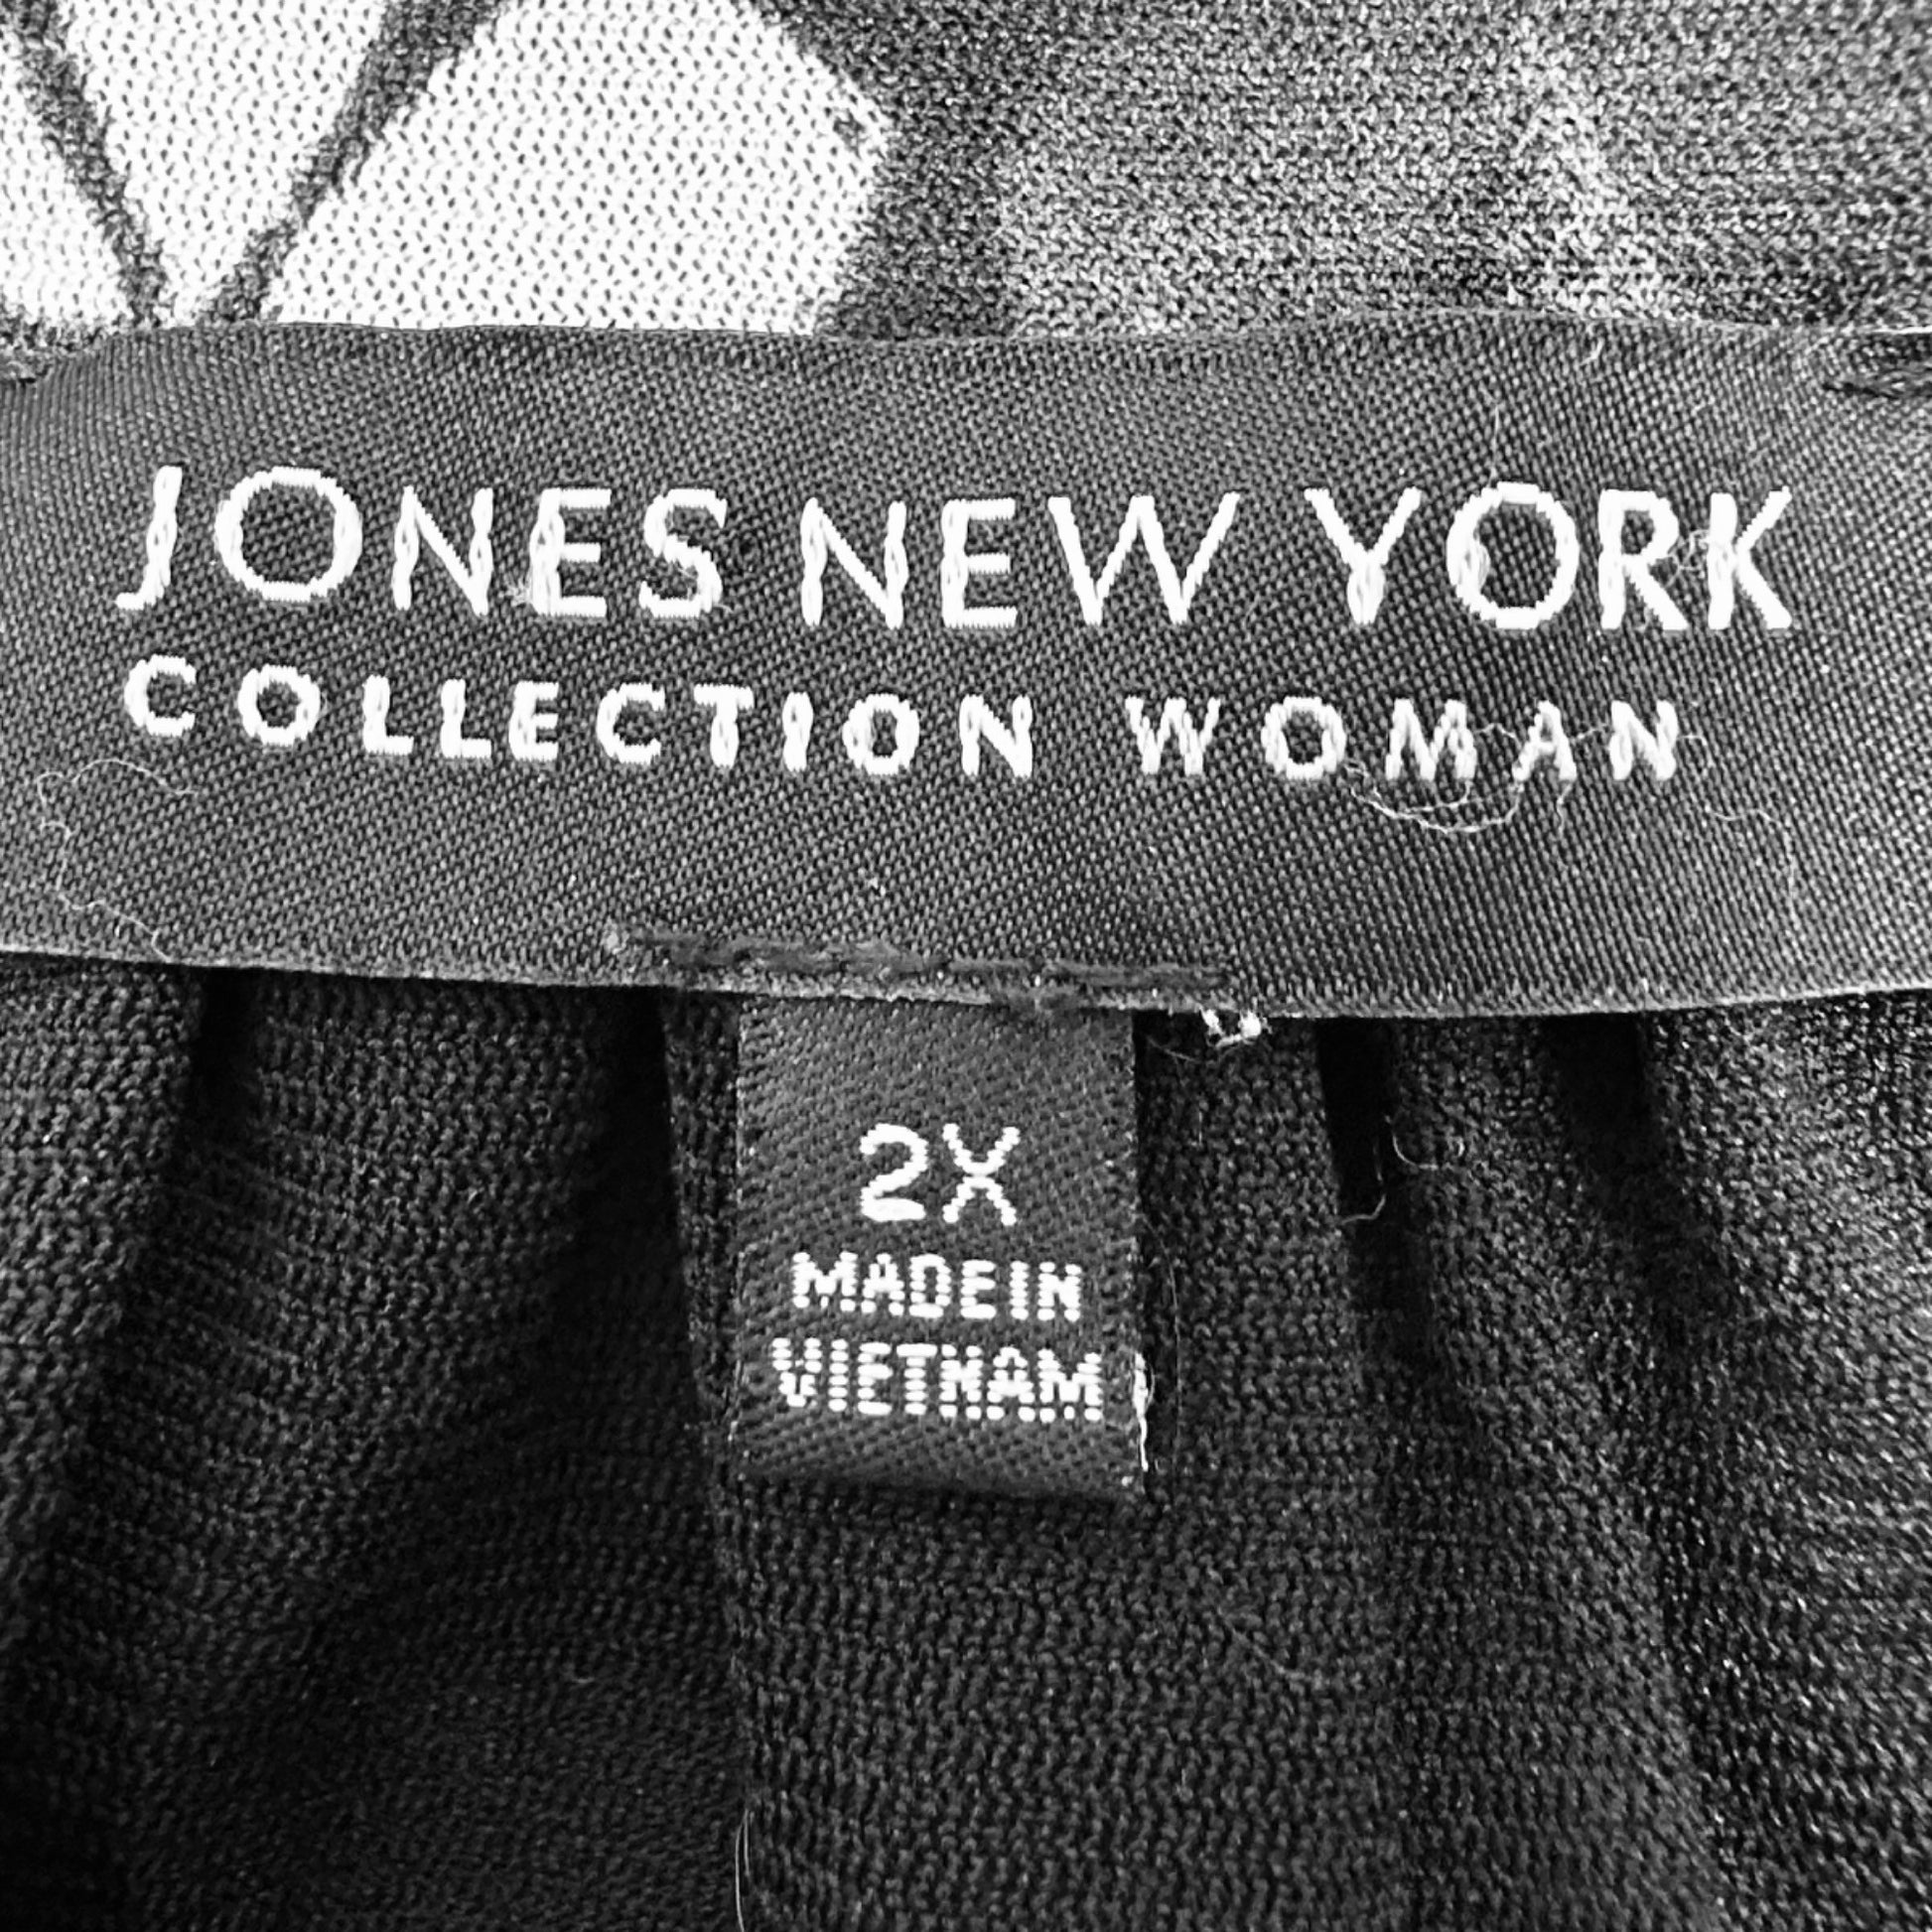 JONES NEW YORK
COLLECTION WOMAN
2X
MADE IN
VIETNAM